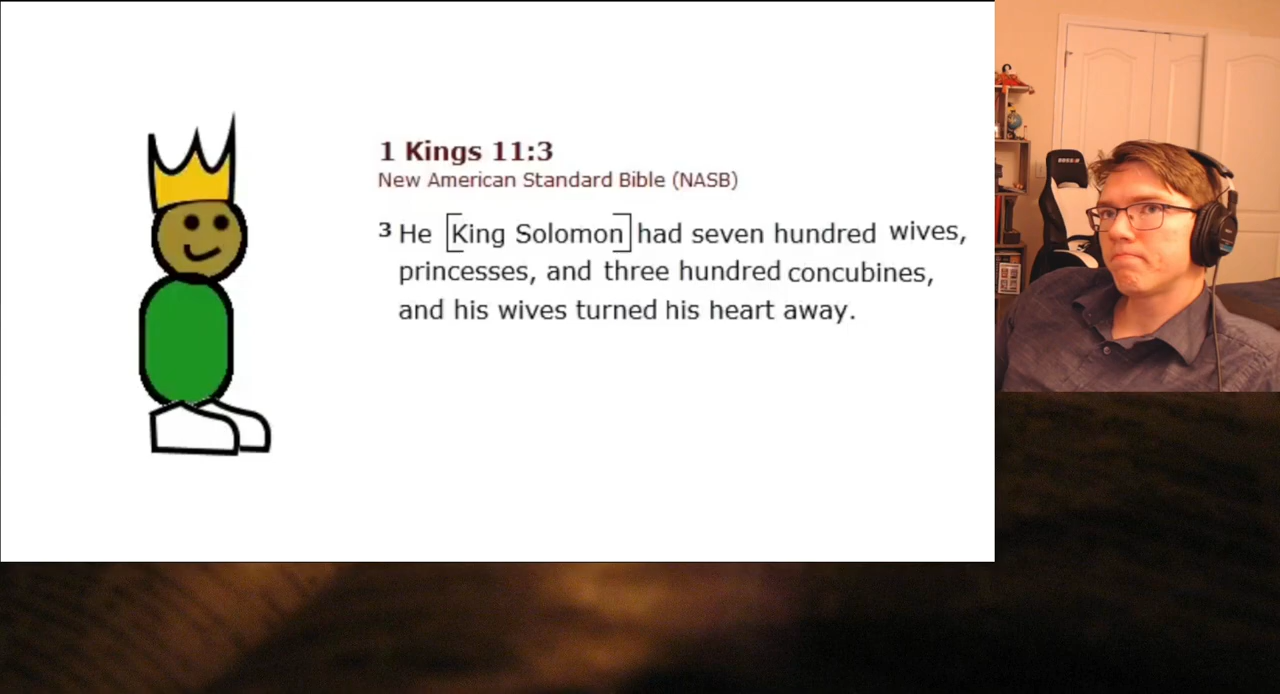 1 Kings 11:3
New American Standard Bible (NASB)
3 He [King Solomon] had seven hundred wives,
princesses, and three hundred concubines,
and his wives turned his heart away.